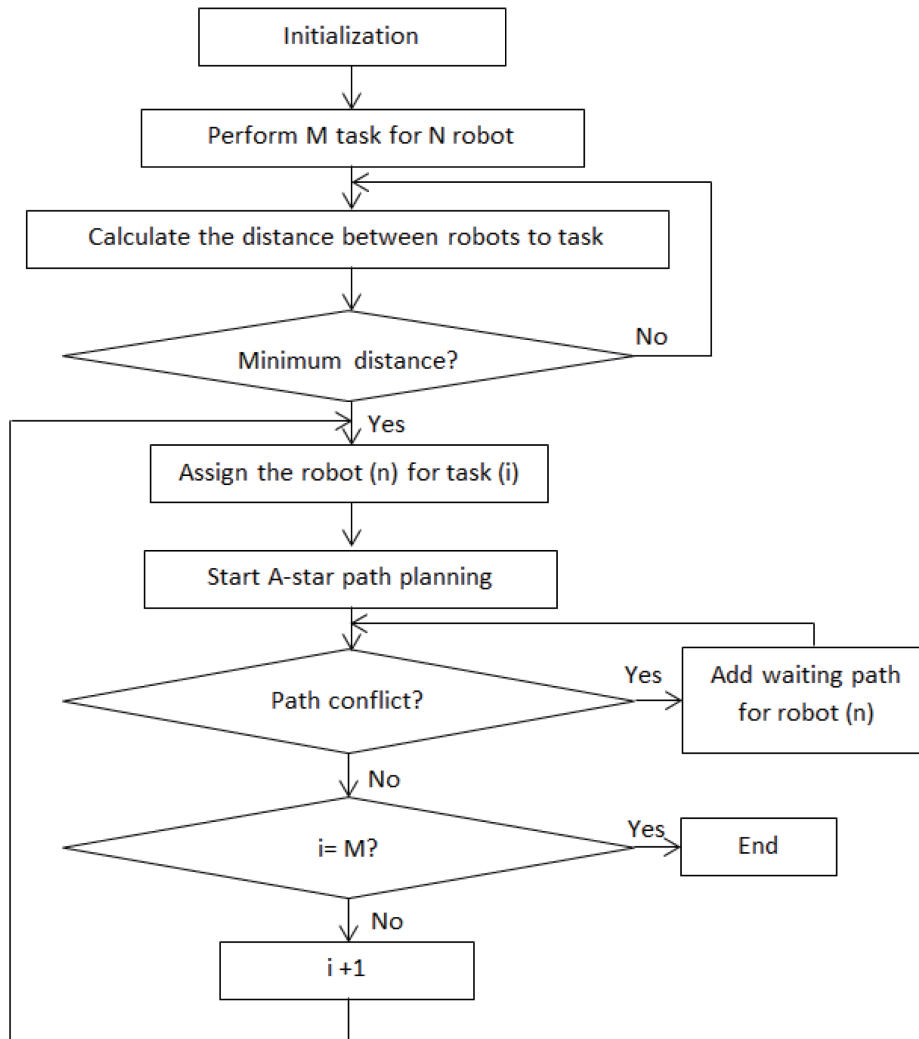 Initialization
Perform M task for N robot
Calculate the distance between robots to task
No
Minimum distance?
Yes
Assign the robot (n) for task (i)
Start A-star path planning
Yes
Add waiting path
for robot (n)
Path conflict?
No
Yes
i= M?
End
No
i +1